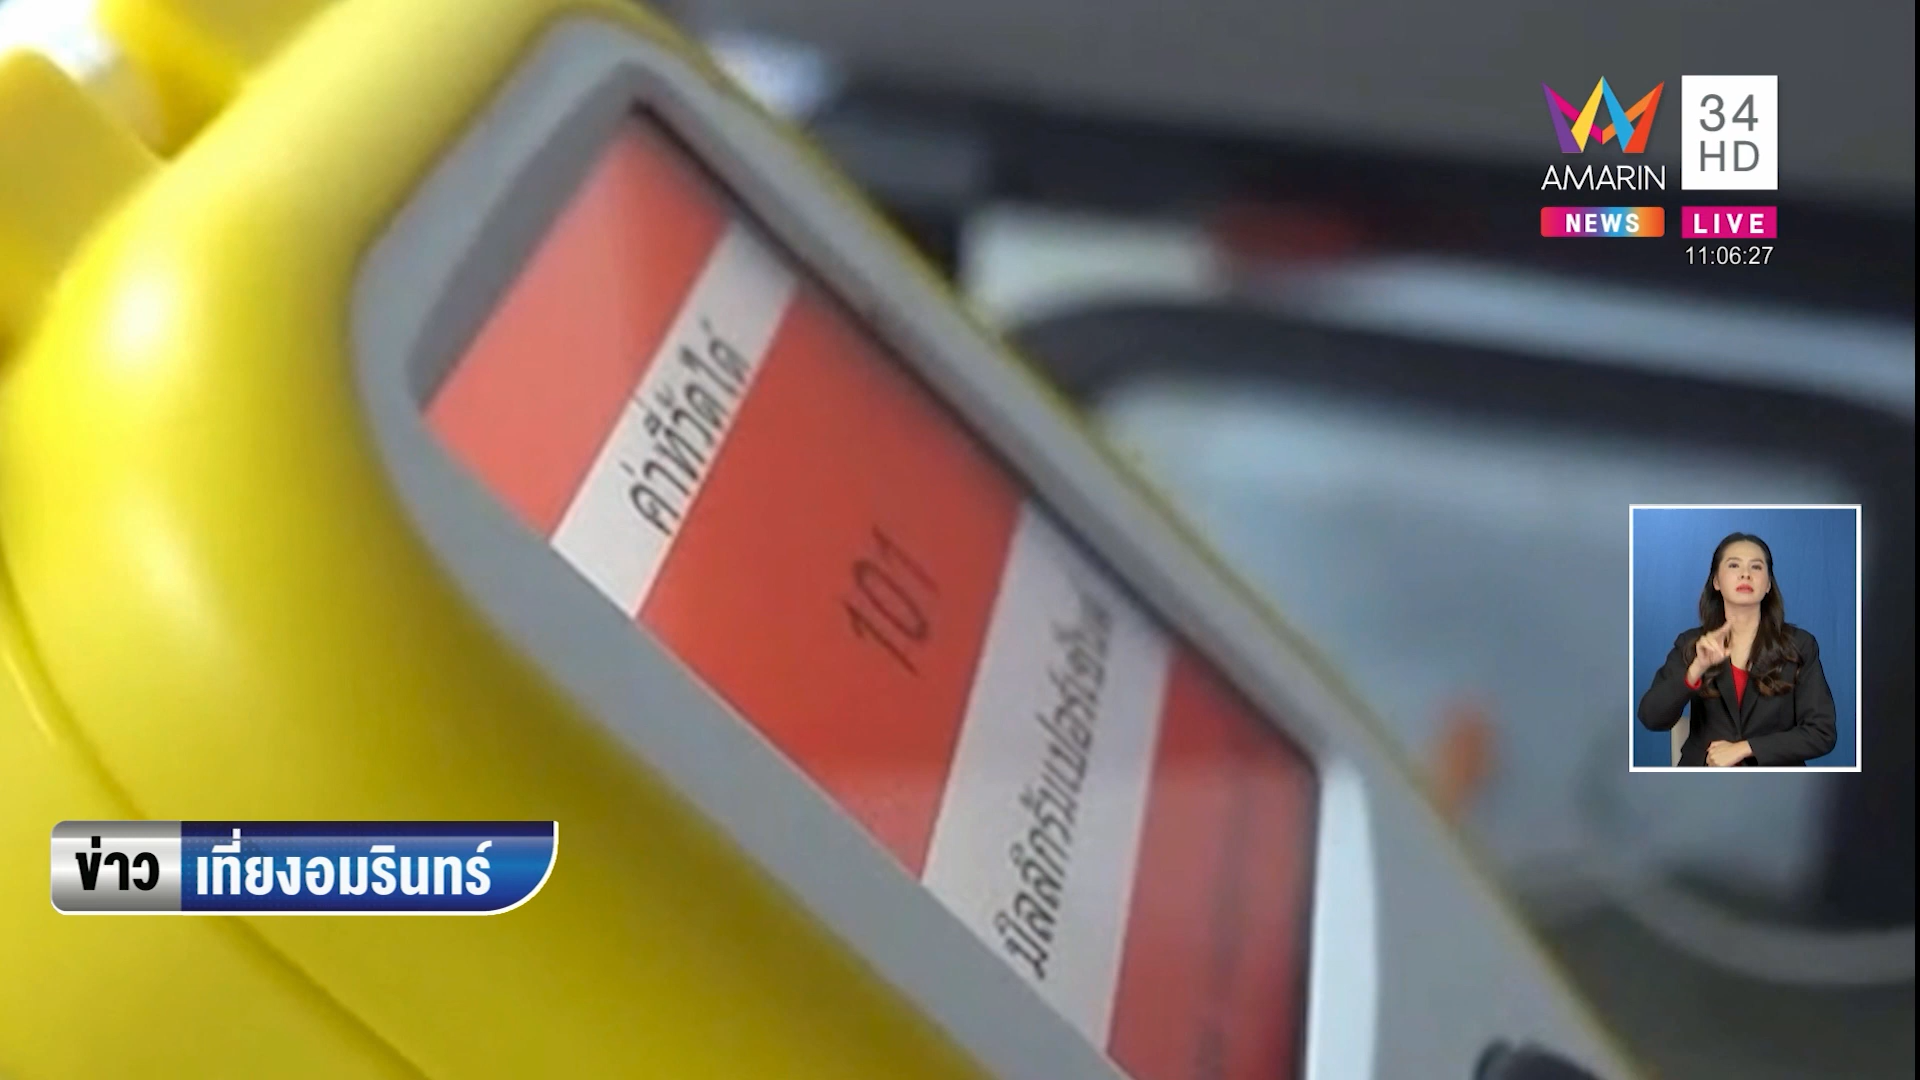 AMARIN
34
HD
NEWS
LIVE
11:06:27
ค่าที่วัดได้
101
มิลลิกรัมเปอร์เซ็นต์
ข่าว เที่ยงอมรินทร์